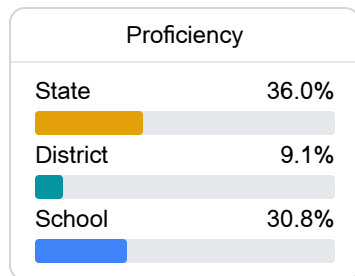 Proficiency
State 36.0%
District 9.1%
School 30.8%